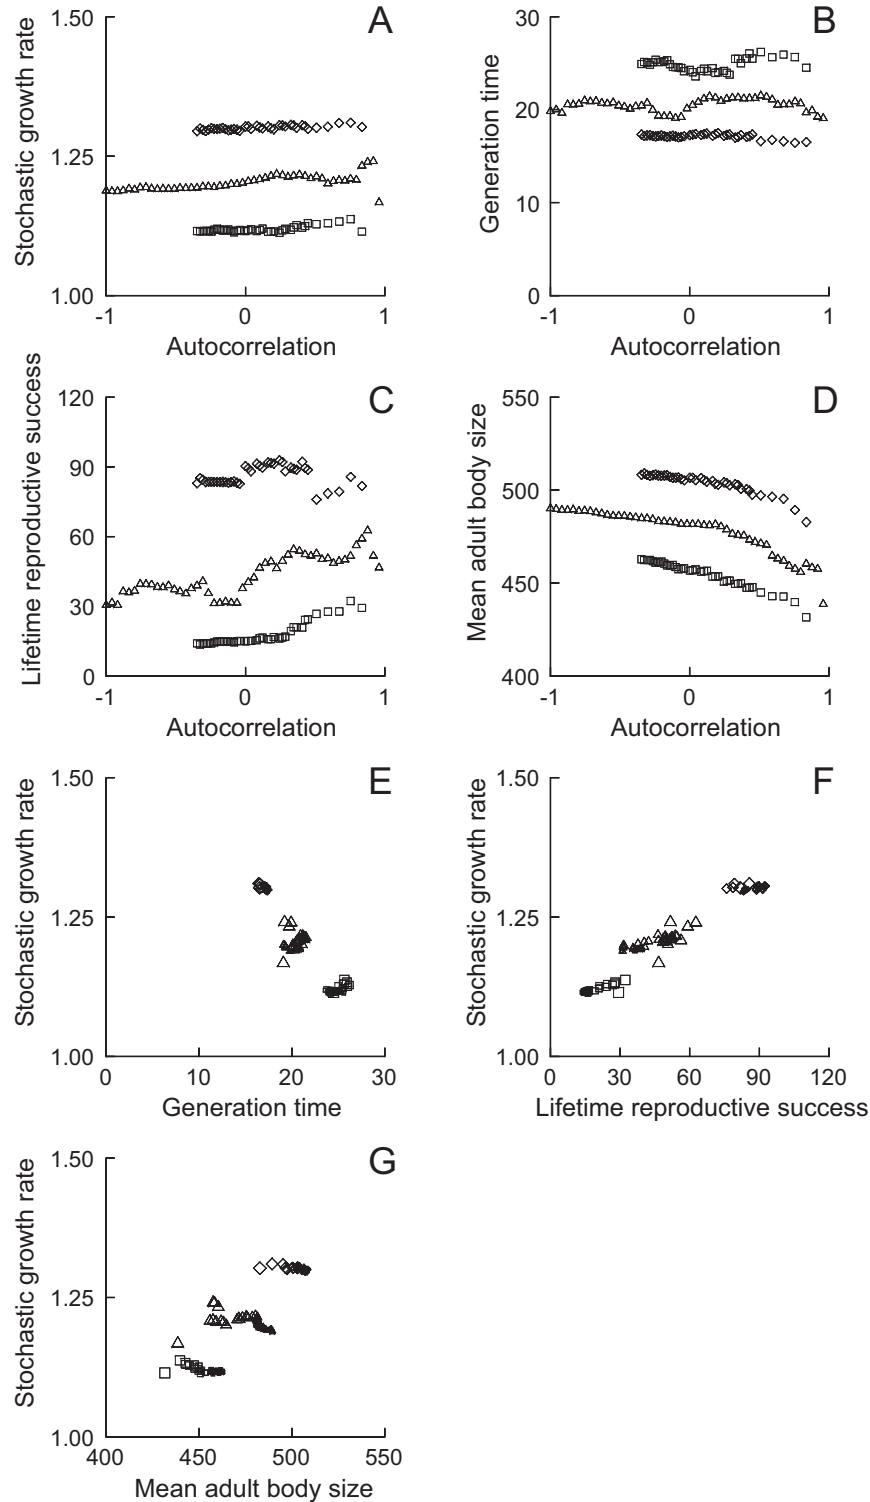 A
Stochastic growth rate
1.50
1.25
1.00
-1
0
1
Autocorrelation
B
Generation time
30
20
10
0
-1
0
1
Autocorrelation
C
Lifetime reproductive success
120
90
60
30
0
-1
0
1
Autocorrelation
D
Mean adult body size
550
500
450
400
-1
0
1
Autocorrelation
E
Stochastic growth rate
1.50
1.25
1.00
0
10
20
30
Generation time
F
Stochastic growth rate
1.50
1.25
1.00
0
30
60
90
120
Lifetime reproductive success
G
Stochastic growth rate
1.50
1.25
1.00
400
450
500
550
Mean adult body size